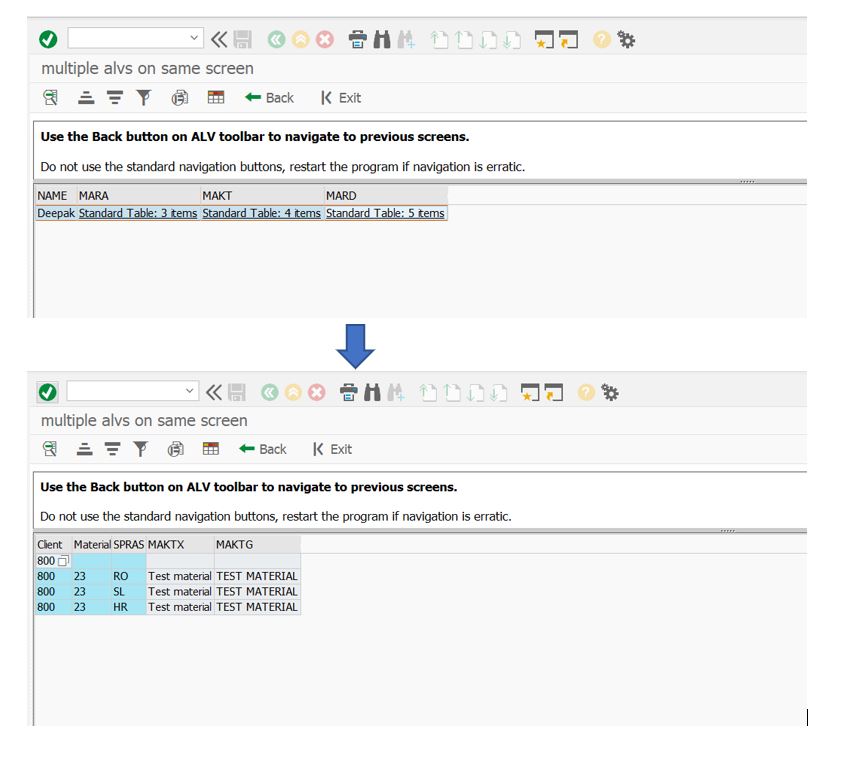 multiple alvs on same screen
Back Exit
Use the Back button on ALV toolbar to navigate to previous screens.
Do not use the standard navigation buttons, restart the program if navigation is erratic.
NAME MARA MAKT MARD
Deepak Standard Table: 3 items Standard Table: 4 items Standard Table: 5 items
multiple alvs on same screen
Back Exit
Use the Back button on ALV toolbar to navigate to previous screens.
Do not use the standard navigation buttons, restart the program if navigation is erratic.
Client Material SPRAS MAKTX MAKTG
800
800 23 RO Test material TEST MATERIAL
800 23 SL Test material TEST MATERIAL
800 23 HR Test material TEST MATERIAL